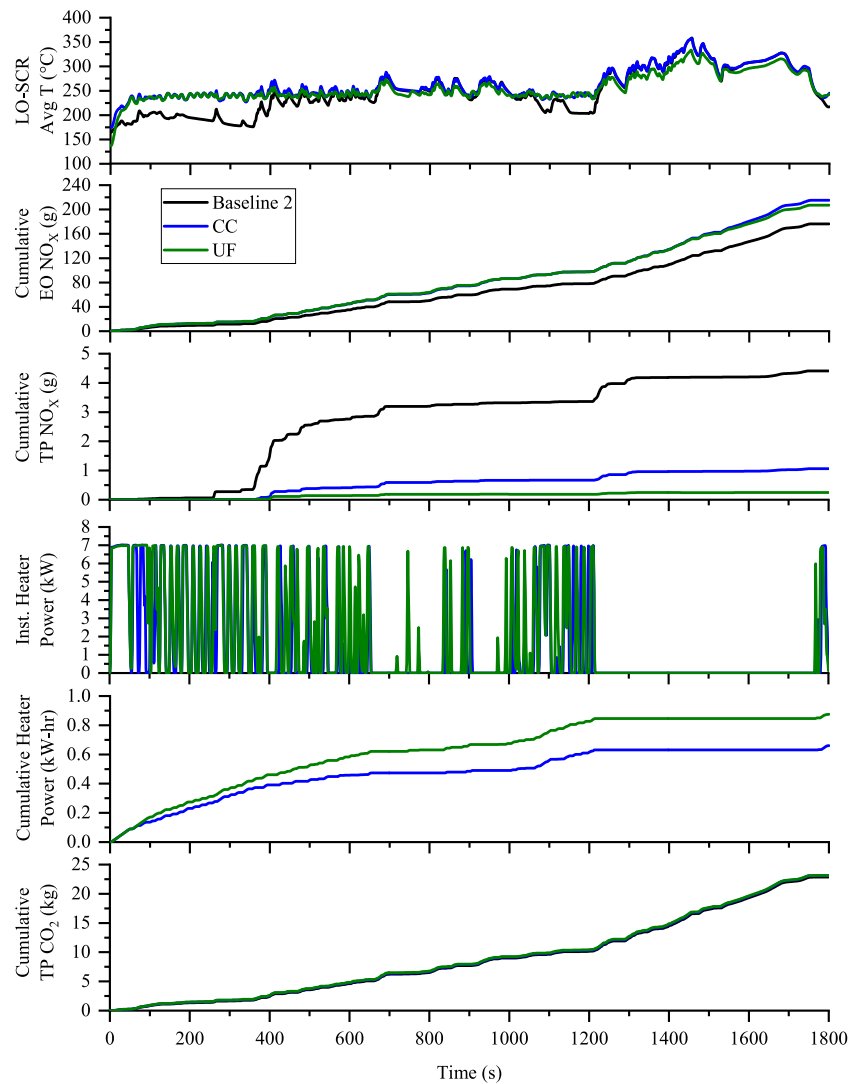 400
350
300
250
200
150
100
LO-SCR
Avg T (°C)
240
200
160
120
80
40
0
Cumulative
EO NOX (g)
Baseline 2
CC
UF
5
4
3
2
1
0
Cumulative
TP NOX (g)
8
7
6
5
4
3
2
1
0
Inst. Heater
Power (kW)
1.0
0.8
0.6
0.4
0.2
0.0
Cumulative Heater
Power (kW-hr)
25
20
15
10
5
0
Cumulative
TP CO2 (kg)
0 200 400 600 800 1000 1200 1400 1600 1800
Time (s)